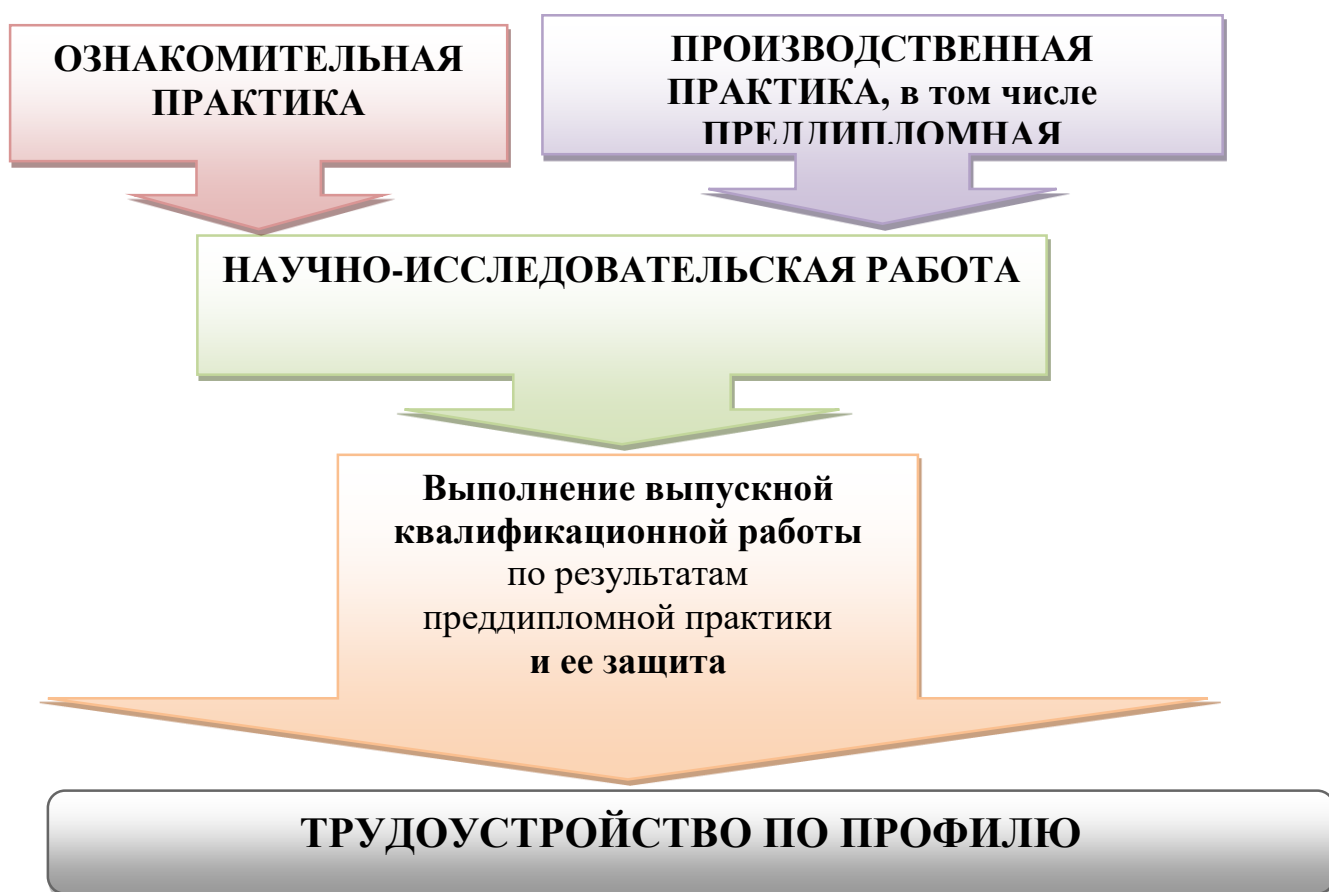 ОЗНАКОМИТЕЛЬНАЯ
ПРАКТИКА
ПРОИЗВОДСТВЕННАЯ
ПРАКТИКА, в том числе
ПРЕДДИПЛОМНАЯ
НАУЧНО-ИССЛЕДОВАТЕЛЬСКАЯ РАБОТА
Выполнение выпускной
квалификационной работы
по результатам
преддипломной практики
и ее защита
ТРУДОУСТРОЙСТВО ПО ПРОФИЛЮ